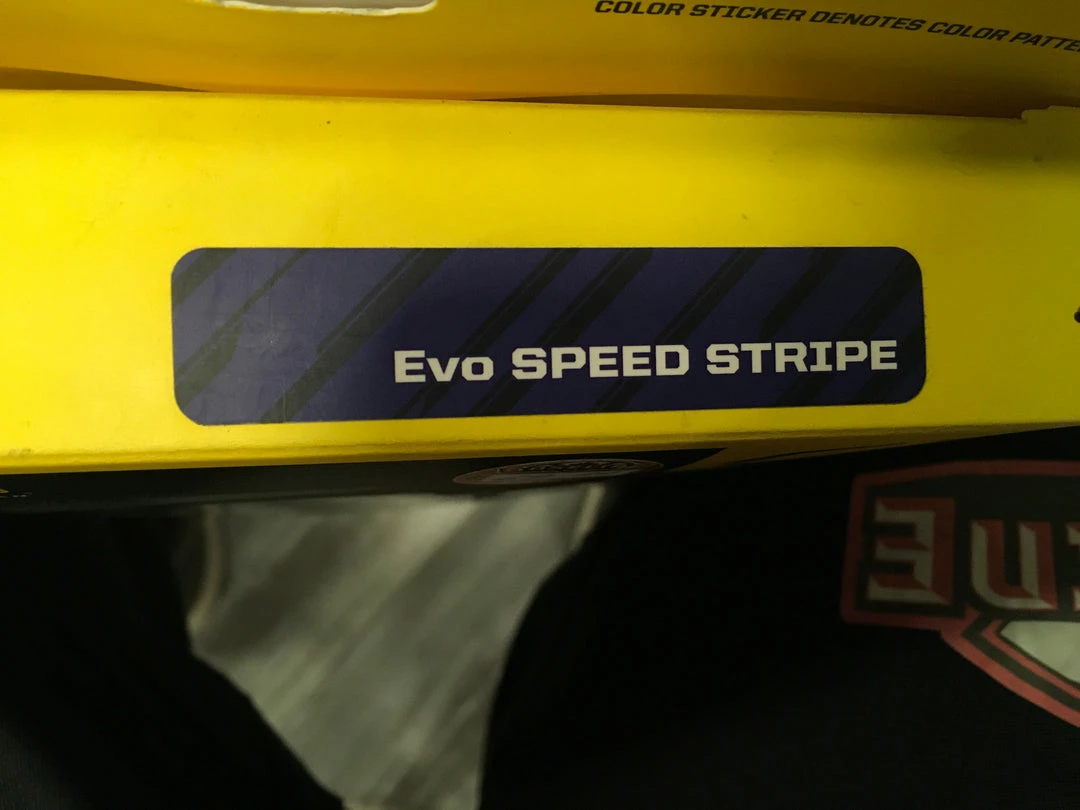 COLOR STICKER DENOTES COLOR PATTE
Evo SPEED STRIPE